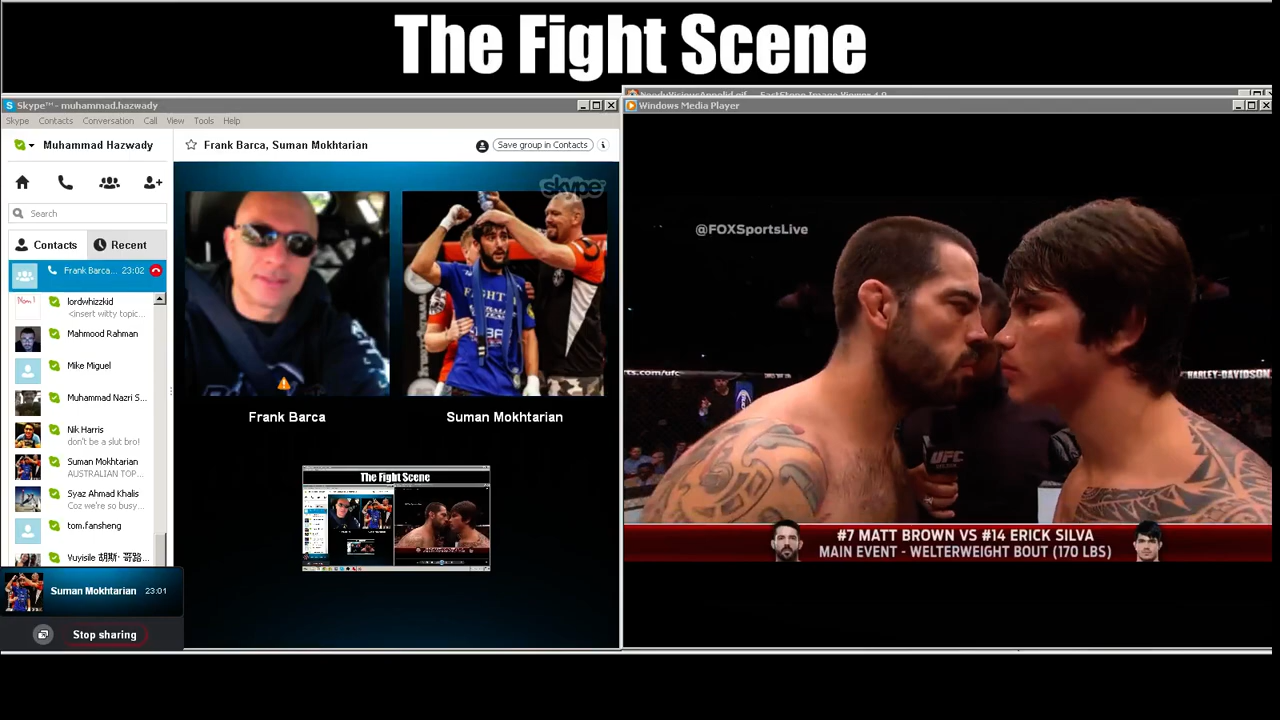 The Fight Scene
Skype™ - muhammad.hazwady
Skype Contacts Conversation Call View Tools Help
Muhammad Hazwady
Search
Contacts
Recent
Frank Barca... 23:02
lordwhizzkid
<insert witty topic...
Mahmood Rahman
Mike Miguel
Muhammad Nazri S...
Nik Harris
don't be a slut bro!
Suman Mokhtarian
AUSTRALIAN TOP...
Syaz Ahmad Khalis
Coz we're so busy...
tom.fansheng
Suman Mokhtarian 23:01
Stop sharing
Frank Barca, Suman Mokhtarian
Save group in Contacts
skype
Frank Barca
Suman Mokhtarian
The Fight Scene
Windows Media Player
@FOXSportsLive
ts.com/ufc
HARLEY-DAVIDSON
UFC
#7 MATT BROWN VS #14 ERICK SILVA
MAIN EVENT - WELTERWEIGHT BOUT (170 LBS)